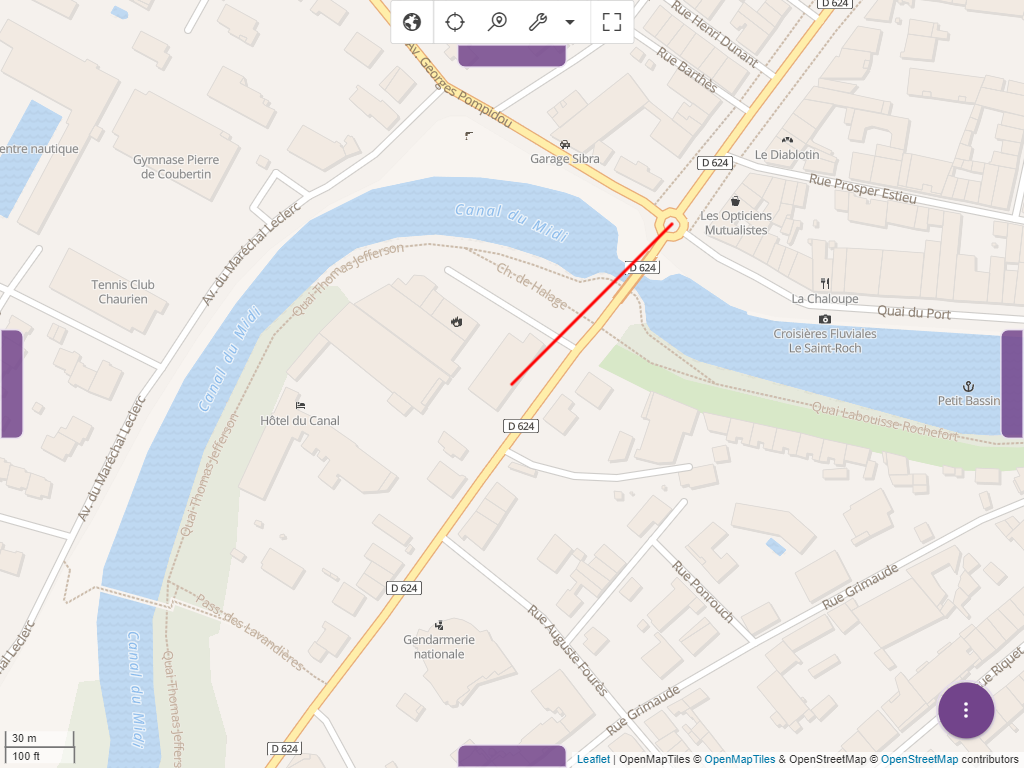 D 624
Rue Henri Dunant
Av. Georges Pompidou
Rue Barthès
entre nautique
Gymnase Pierre
de Coubertin
Garage Sibra
D 624
Le Diablotin
Rue Prosper Estieu
Canal du Midi
Les Opticiens
Mutualistes
Av. du Maréchal Leclerc
Quai Thomas Jefferson
Ch. de Halage
D 624
Tennis Club
Chaurien
La Chaloupe
Quai du Port
Croisières Fluviales
Le Saint-Roch
Canal du Midi
Petit Bassin
Hôtel du Canal
Quai Labouisse Rochefort
D 624
Av. du Maréchal Leclerc
Quai Thomas Jefferson
D 624
Rue Ponrouch
Rue Grimaude
Pass. des Lavandières
Gendarmerie
nationale
Rue Auguste Fourès
al Leclerc
Canal du Midi
Quai Thomas Jefferso
Rue Grimaude
ue Riquet
D 624
30 m
100 ft
Leaflet | OpenMapTiles © OpenMapTiles & OpenStreetMap © OpenStreetMap contributors